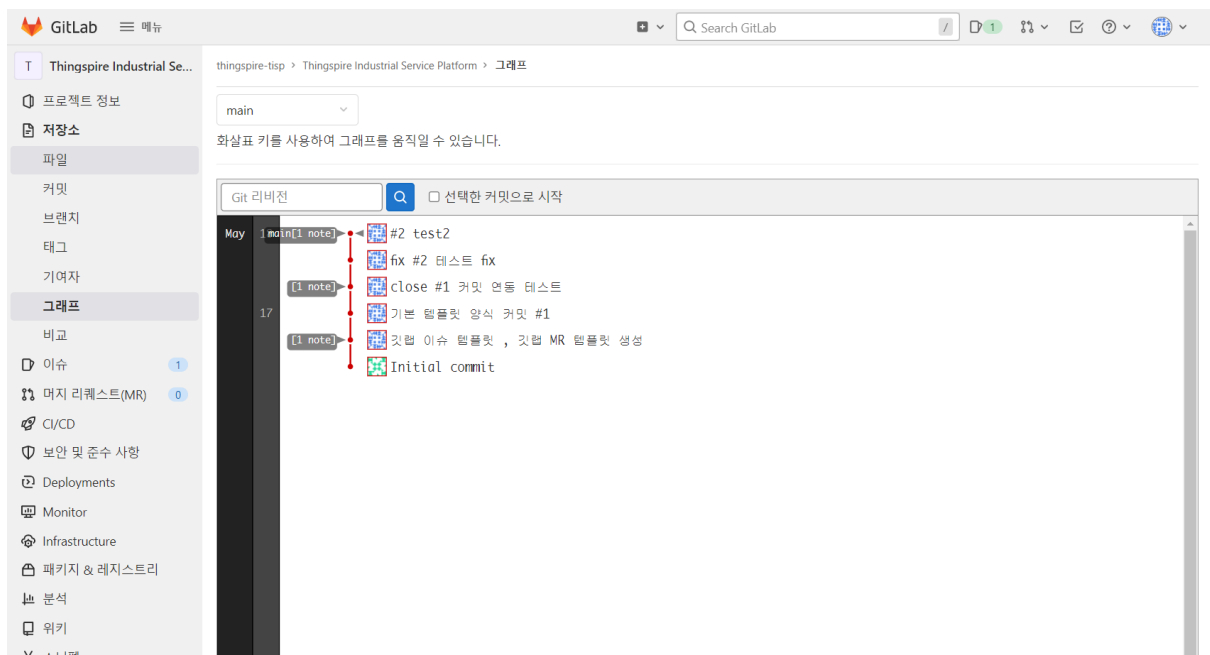 GitLab 메뉴 Search GitLab / 1
T Thingspire Industrial Se...
프로젝트 정보
저장소
파일
커밋
브랜치
태그
기여자
그래프
비교
이슈 1
머지 리퀘스트(MR) 0
CI/CD
보안 및 준수 사항
Deployments
Monitor
Infrastructure
패키지 & 레지스트리
분석
위키
thingspire-tisp > Thingspire Industrial Service Platform > 그래프
main
화살표 키를 사용하여 그래프를 움직일 수 있습니다.
Git 리비전 선택한 커밋으로 시작
May main[1 note] #2 test2
fix #2 테스트 fix
[1 note] close #1 커밋 연동 테스트
17 기본 템플릿 양식 커밋 #1
[1 note] 깃랩 이슈 템플릿 , 깃랩 MR 템플릿 생성
Initial commit